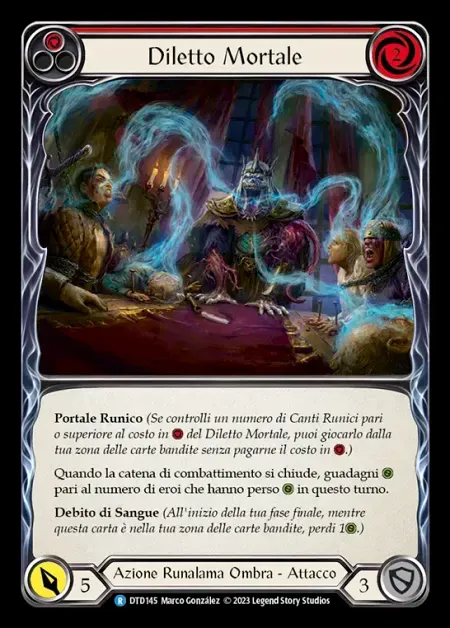 Diletto Mortale
2
Portale Runico (Se controlli un numero di Canti Runici pari
o superiore al costo in del Diletto Mortale, puoi giocarlo dalla
tua zona delle carte bandite senza pagarne il costo in .)
Quando la catena di combattimento si chiude, guadagni
pari al numero di eroi che hanno perso in questo turno.
Debito di Sangue (All'inizio della tua fase finale, mentre
questa carta è nella tua zona delle carte bandite, perdi 1 .)
5
Azione Runalama Ombra - Attacco
3
R DTD145 Marco González © 2023 Legend Story Studios